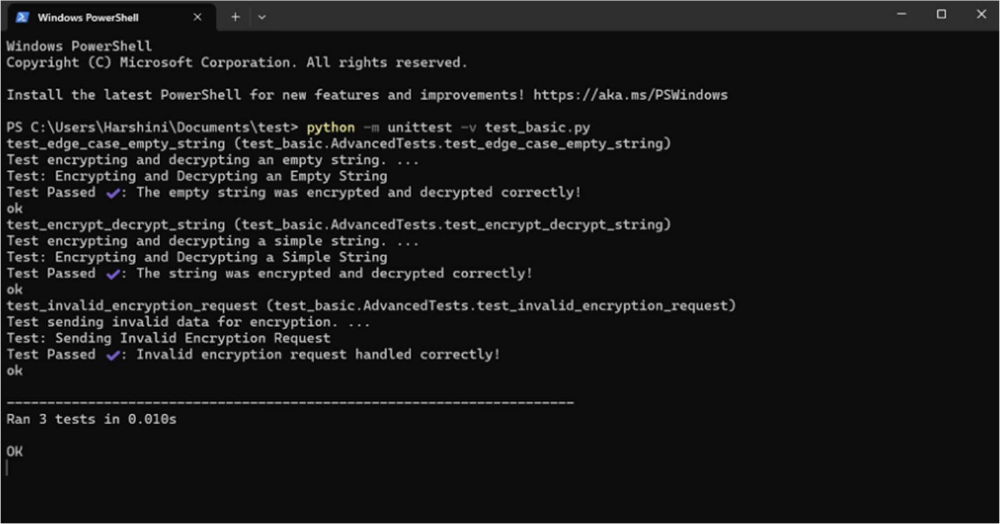 Windows PowerShell
Windows PowerShell
Copyright (C) Microsoft Corporation. All rights reserved.
Install the latest PowerShell for new features and improvements! https://aka.ms/PSWindows
PS C:\Users\Harshini\Documents\test> python -m unittest -v test_basic.py
test_edge_case_empty_string (test_basic.AdvancedTests.test_edge_case_empty_string)
Test encrypting and decrypting an empty string. ...
Test: Encrypting and Decrypting an Empty String
Test Passed ✔: The empty string was encrypted and decrypted correctly!
ok
test_encrypt_decrypt_string (test_basic.AdvancedTests.test_encrypt_decrypt_string)
Test encrypting and decrypting a simple string. ...
Test: Encrypting and Decrypting a Simple String
Test Passed ✔: The string was encrypted and decrypted correctly!
ok
test_invalid_encryption_request (test_basic.AdvancedTests.test_invalid_encryption_request)
Test sending invalid data for encryption. ...
Test: Sending Invalid Encryption Request
Test Passed ✔: Invalid encryption request handled correctly!
ok
----------------------------------------------------------------------
Ran 3 tests in 0.010s
OK